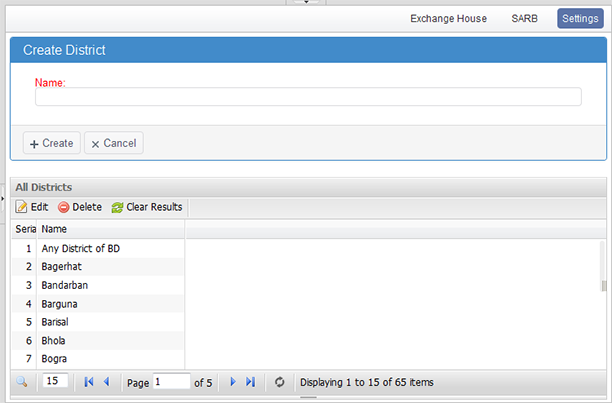 Exchange House SARB Settings
Create District
Name:
+ Create × Cancel
All Districts
Edit Delete Clear Results
Seria Name
1 Any District of BD
2 Bagerhat
3 Bandarban
4 Barguna
5 Barisal
6 Bhola
7 Bogra
15 Page 1 of 5 Displaying 1 to 15 of 65 items